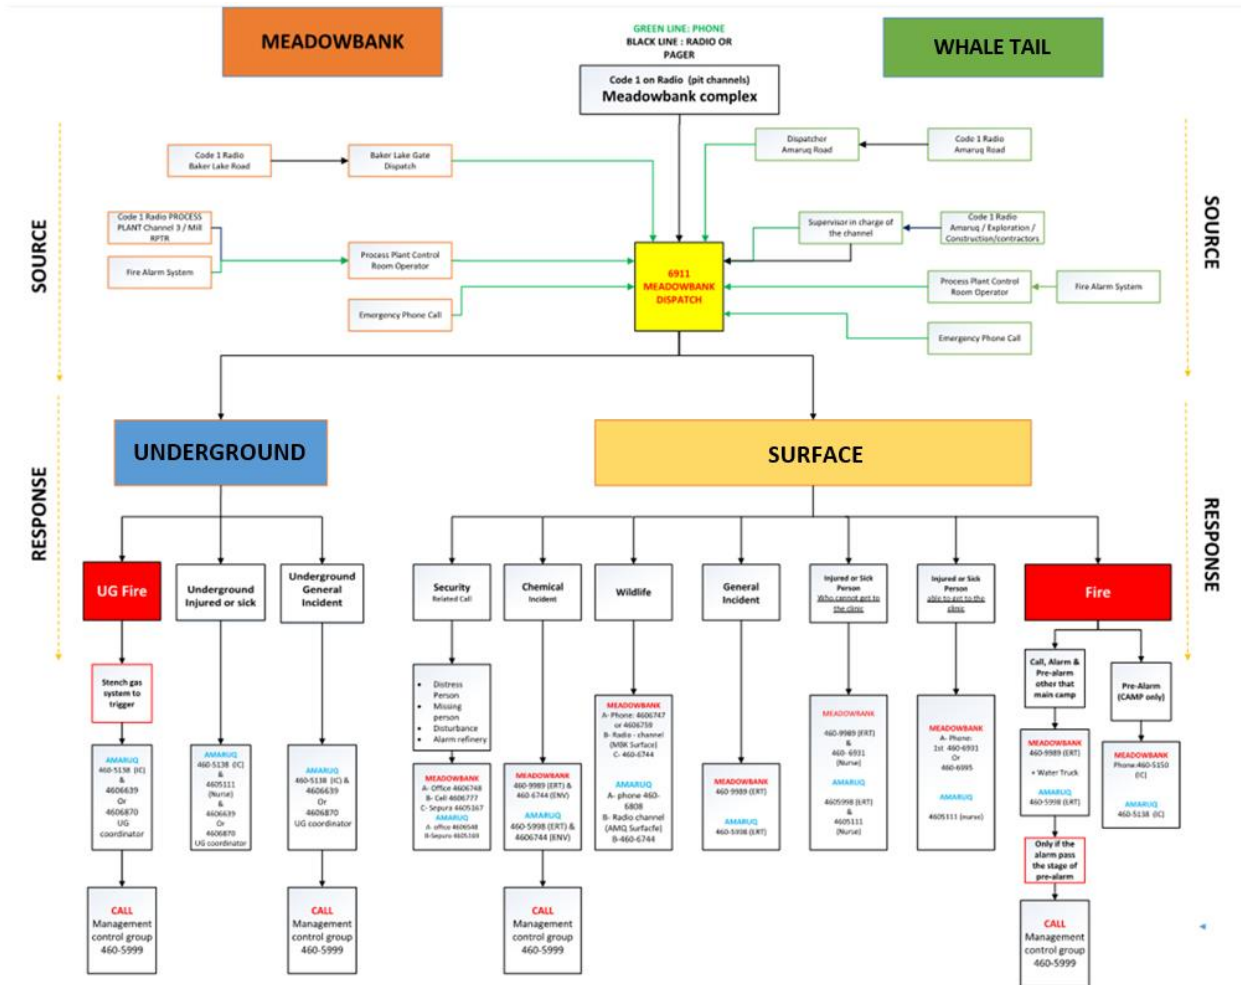 MEADOWBANK
GREEN LINE: PHONE
BLACK LINE : RADIO OR
PAGER
WHALE TAIL
Code 1 on Radio (pit channels)
Meadowbank complex
SOURCE
Code 1 Radio
Baker Lake Road
Baker Lake Gate
Dispatch
Dispatcher
Amaruq Road
Code 1 Radio
Amaruq Road
SOURCE
Code 1 Radio PROCESS
PLANT Channel 3 / Mill
RPTR
Fire Alarm System
Process Plant Control
Room Operator
Emergency Phone Call
6911
MEADOWBANK
DISPATCH
Supervisor in charge of
the channel
Code 1 Radio
Amaruq / Exploration /
Construction/contractors
Process Plant Control
Room Operator
Fire Alarm System
Emergency Phone Call
RESPONSE
UNDERGROUND
SURFACE
RESPONSE
UG Fire
Underground
Injured or sick
Underground
General
Incident
Security
Related Call
Chemical
Incident
Wildlife
General
Incident
Injured or Sick
Person
Who cannot get to
the clinic
Injured or Sick
Person
able to get to the
clinic
Fire
Stench gas
system to
trigger
AMARUQ
460-5138 (IC)
&
4606639
Or
4606870
UG
coordinator
CALL
Management
control group
460-5999
AMARUQ
460-5138 (IC)
&
4605111
(Nurse)
&
4606639
Or
4606870
UG coordinator
AMARUQ
460-5138 (IC) &
4606639
Or
4606870
UG coordinator
CALL
Management
control group
460-5999
• Distress
Person
• Missing
person
• Disturbance
• Alarm refinery
MEADOWBANK
A- Office 4606748
B- Cell 4606777
C- Sepura 4605167
AMARUQ
A- office 4606548
B-Sepura 4605169
MEADOWBANK
460-9989 (ERT) &
460-6744 (ENV)
AMARUQ
460-5998 (ERT) &
4606744 (ENV)
CALL
Management
control group
460-5999
MEADOWBANK
A- Phone: 4606747
or 4606759
B- Radio - channel
(MBK Surface)
C- 460-6744
AMARUQ
A- phone 460-
6808
B- Radio channel
(AMQ Surfacfe)
B-460-6744
MEADOWBANK
460-9989 (ERT)
AMARUQ
460-5998 (ERT)
MEADOWBANK
460-9989 (ERT)
&
460- 6931
(Nurse)
AMARUQ
4605998 (ERT)
&
4605111
(Nurse)
MEADOWBANK
A- Phone:
1st 460-6931
Or
460-6995
AMARUQ
4605111 (nurse)
Call, Alarm &
Pre-alarm
other that
main camp
MEADOWBANK
460-9989 (ERT)
+ Water Truck
AMARUQ
460-5998 (ERT)
Only if the
alarm pass
the stage of
pre-alarm
CALL
Management
control group
460-5999
Pre-Alarm
(CAMP only)
MEADOWBANK
Phone:460-5150
(IC)
AMARUQ
460-5138 (IC)